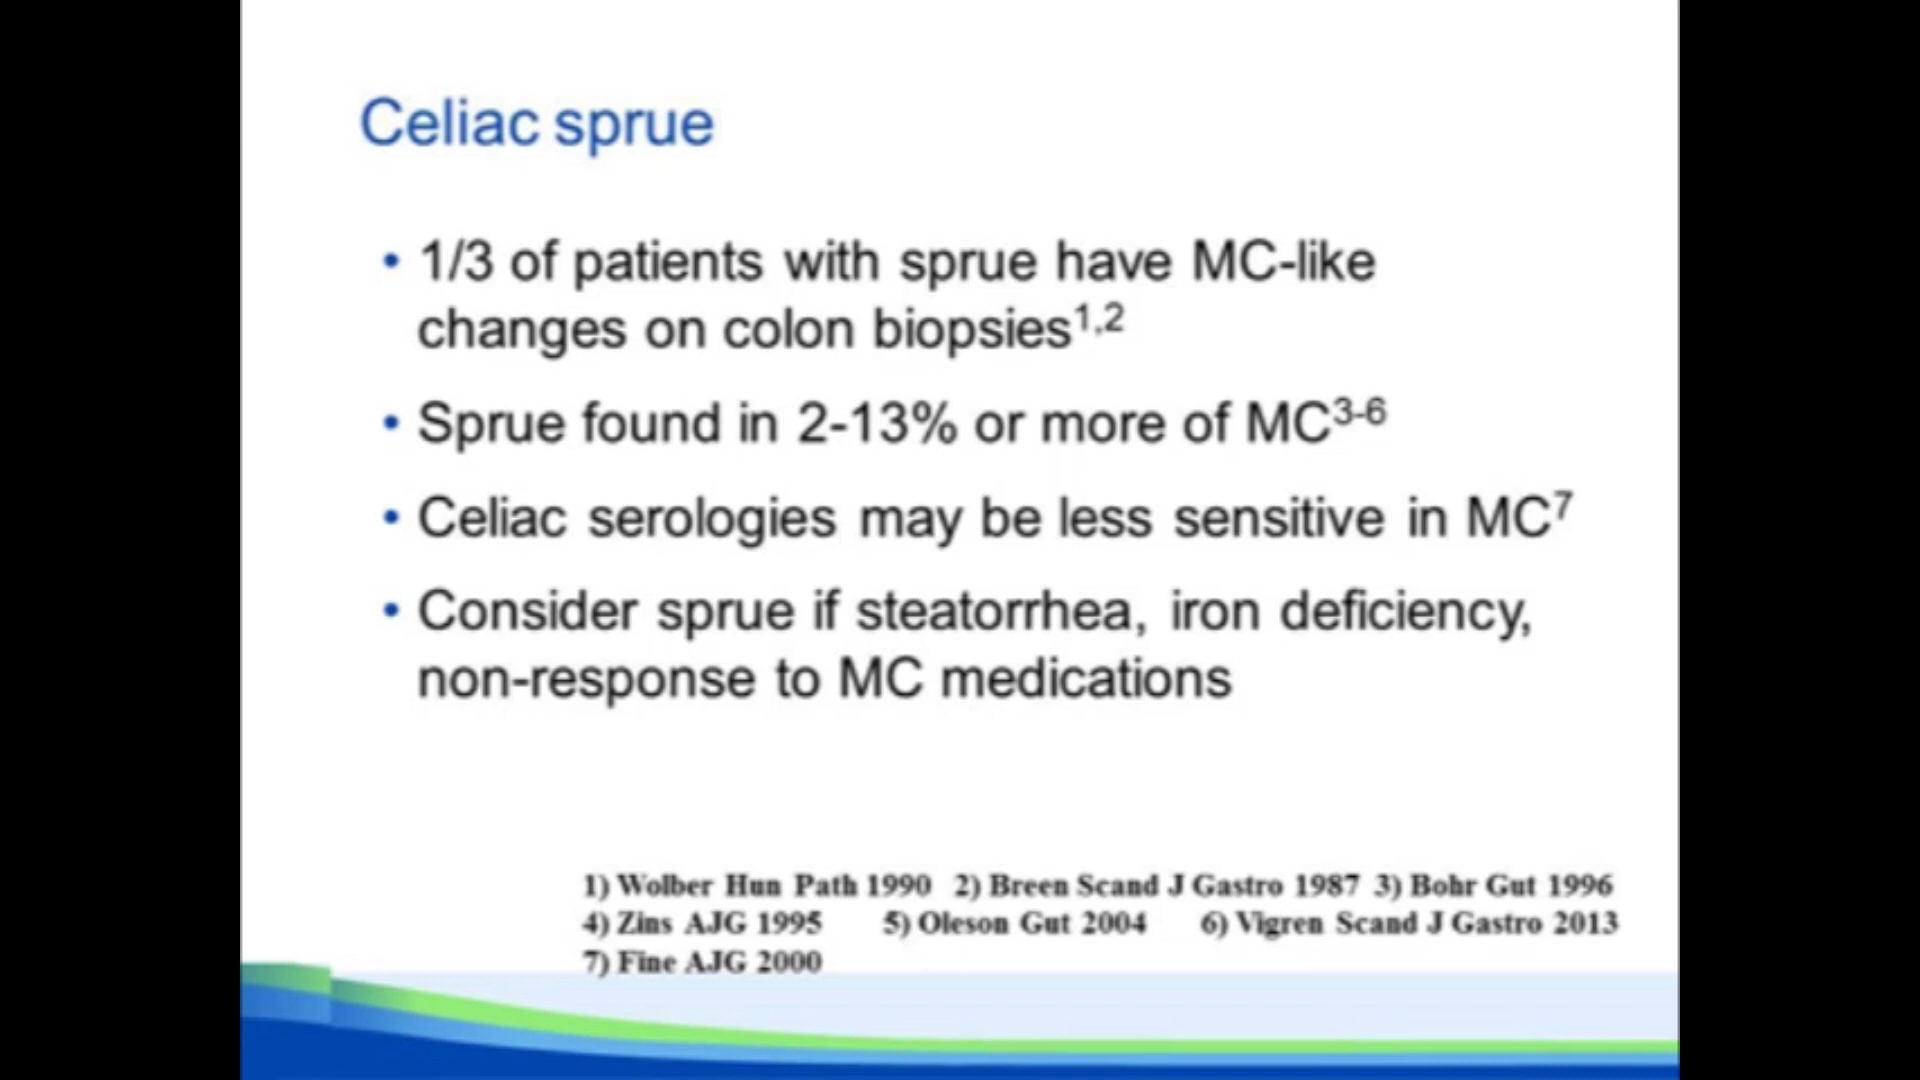 Celiac sprue
• 1/3 of patients with sprue have MC-like
changes on colon biopsies1,2
• Sprue found in 2-13% or more of MC3-6
• Celiac serologies may be less sensitive in MC7
• Consider sprue if steatorrhea, iron deficiency,
non-response to MC medications
1) Wolber Hun Path 1990 2) Breen Scand J Gastro 1987 3) Bohr Gut 1996
4) Zins AJG 1995 5) Oleson Gut 2004 6) Vigren Scand J Gastro 2013
7) Fine AJG 2000